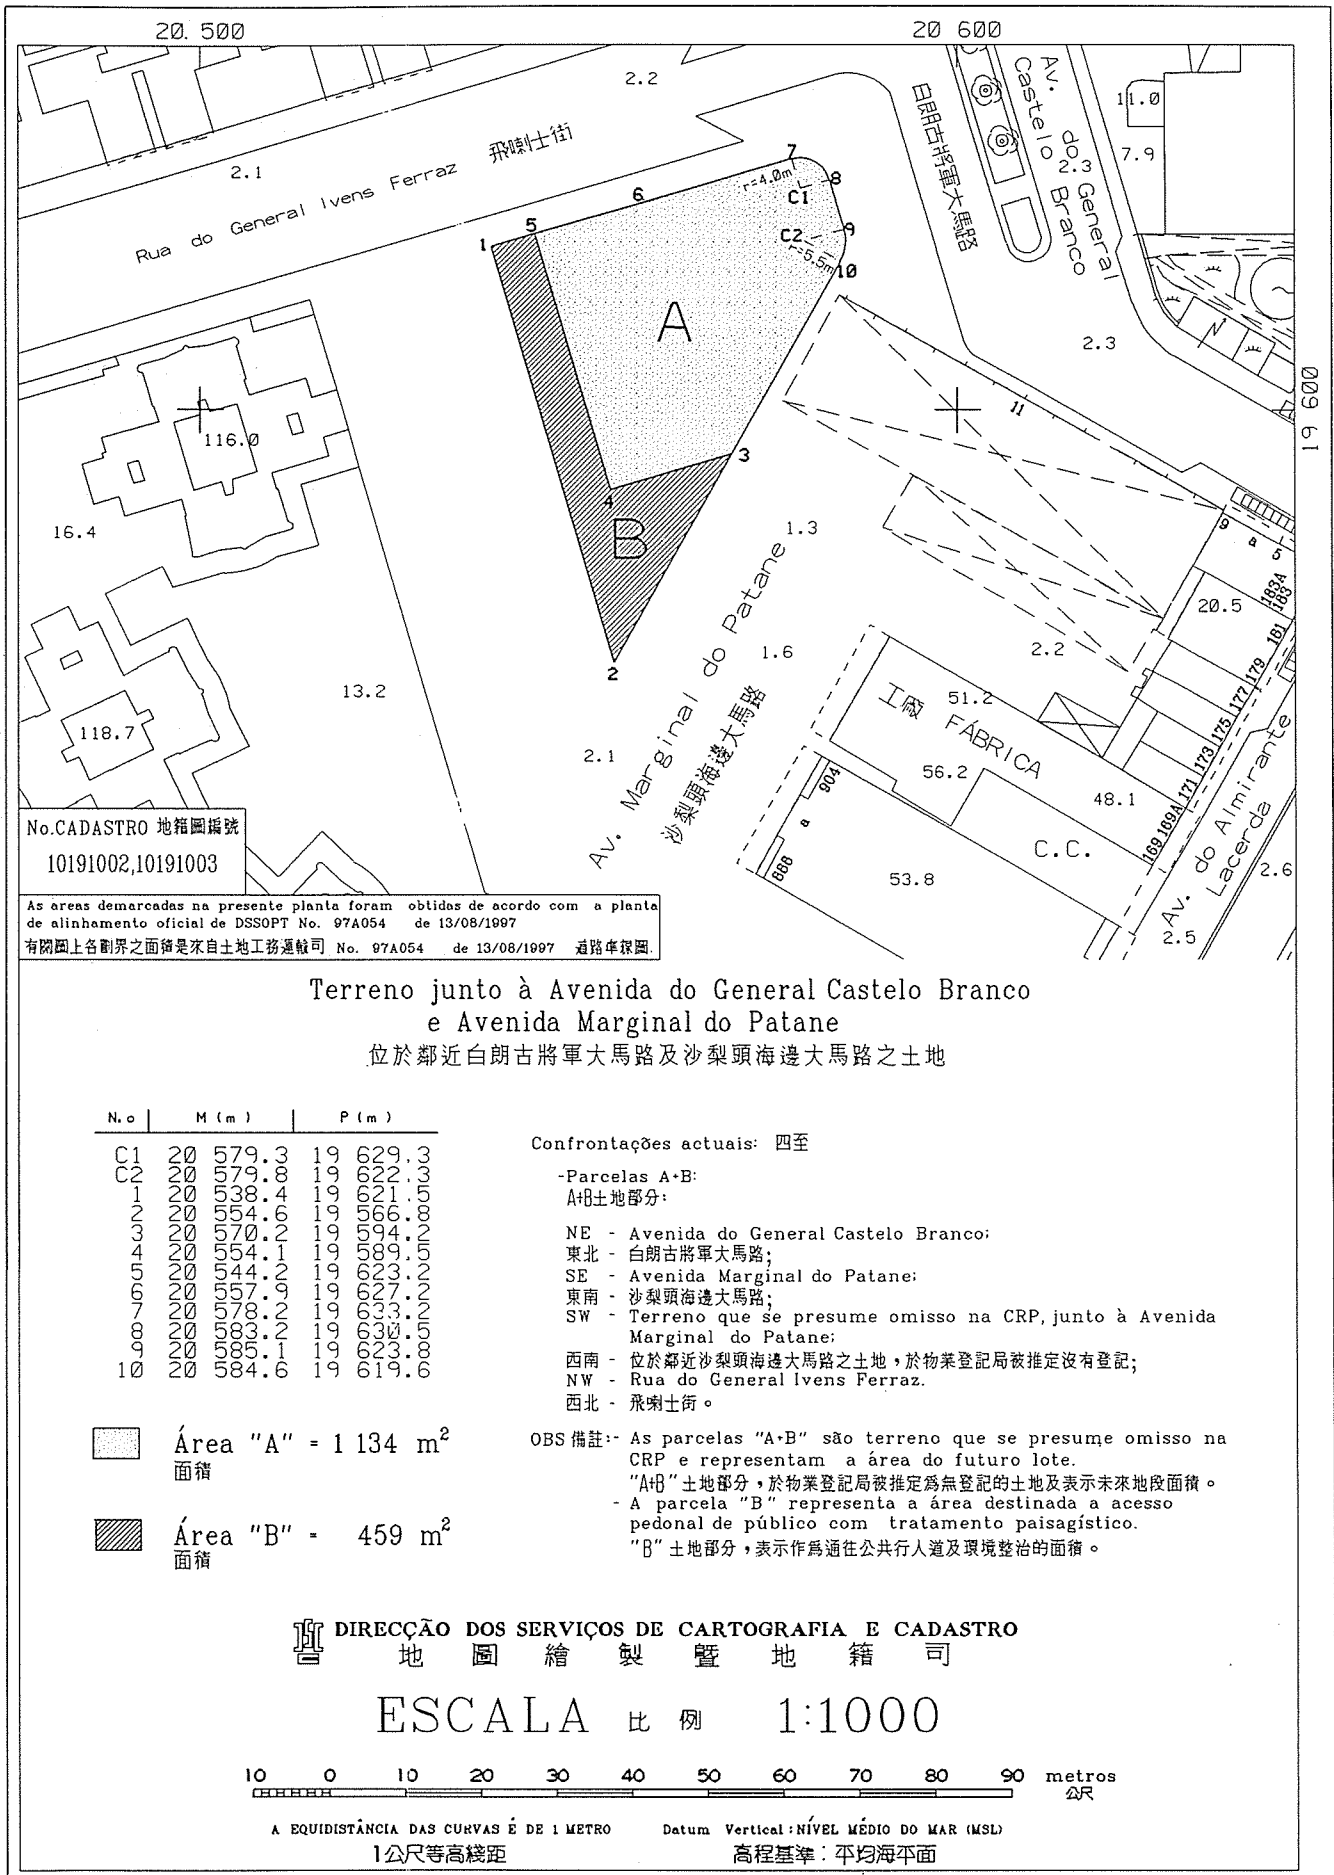 20.500
20 600
19 600
2.2
2.1
Rua do General Ivens Ferraz 飛喇士街
白朗古將軍大馬路
Av. do General
Castelo Branco
2.3
11.0
7.9
2.3
7
r=4.0m
8
C1
6
5
1
9
C2
r=5.5m
10
A
3
4
B
2
11
116.0
16.4
13.2
118.7
2.1
1.3
1.6
Av. Marginal do Patane
沙梨頭海邊大馬路
2.2
9 a 5
183A
183
181
179
177
175
173
171
169A
169
20.5
51.2
工廠 FÁBRICA
56.2
48.1
C.C.
904
a
888
53.8
Av. do Almirante
Lacerda
2.6
2.5
No.CADASTRO 地籍圖編號
10191002,10191003
As areas demarcadas na presente planta foram obtidas de acordo com a planta
de alinhamento oficial de DSSOPT No. 97A054 de 13/08/1997
有關圖上各劃界之面積是來自土地工務運輸司 No. 97A054 de 13/08/1997 道路準線圖.
Terreno junto à Avenida do General Castelo Branco
e Avenida Marginal do Patane
位於鄰近白朗古將軍大馬路及沙梨頭海邊大馬路之土地
N.o M (m) P (m)
C1 20 579.3 19 629.3
C2 20 579.8 19 622.3
1 20 538.4 19 621.5
2 20 554.6 19 566.8
3 20 570.2 19 594.2
4 20 554.1 19 589.5
5 20 544.2 19 623.2
6 20 557.9 19 627.2
7 20 578.2 19 633.2
8 20 583.2 19 630.5
9 20 585.1 19 623.8
10 20 584.6 19 619.6
Área "A" = 1 134 m²
面積
Área "B" = 459 m²
面積
Confrontações actuais: 四至
-Parcelas A+B:
A+B土地部分:
NE - Avenida do General Castelo Branco;
東北 - 白朗古將軍大馬路;
SE - Avenida Marginal do Patane;
東南 - 沙梨頭海邊大馬路;
SW - Terreno que se presume omisso na CRP, junto à Avenida
Marginal do Patane;
西南 - 位於鄰近沙梨頭海邊大馬路之土地，於物業登記局被推定沒有登記;
NW - Rua do General Ivens Ferraz.
西北 - 飛喇士街。
OBS 備註:- As parcelas "A+B" são terreno que se presume omisso na
CRP e representam a área do futuro lote.
"A+B"土地部分，於物業登記局被推定爲無登記的土地及表示未來地段面積。
- A parcela "B" representa a área destinada a acesso
pedonal de público com tratamento paisagístico.
"B"土地部分，表示作爲通往公共行人道及環境整治的面積。
DIRECÇÃO DOS SERVIÇOS DE CARTOGRAFIA E CADASTRO
地圖繪製暨地籍司
ESCALA 比例 1:1000
10 0 10 20 30 40 50 60 70 80 90 metros
公尺
A EQUIDISTÂNCIA DAS CURVAS É DE 1 METRO Datum Vertical : NÍVEL MÉDIO DO MAR (MSL)
1公尺等高綫距 高程基準：平均海平面